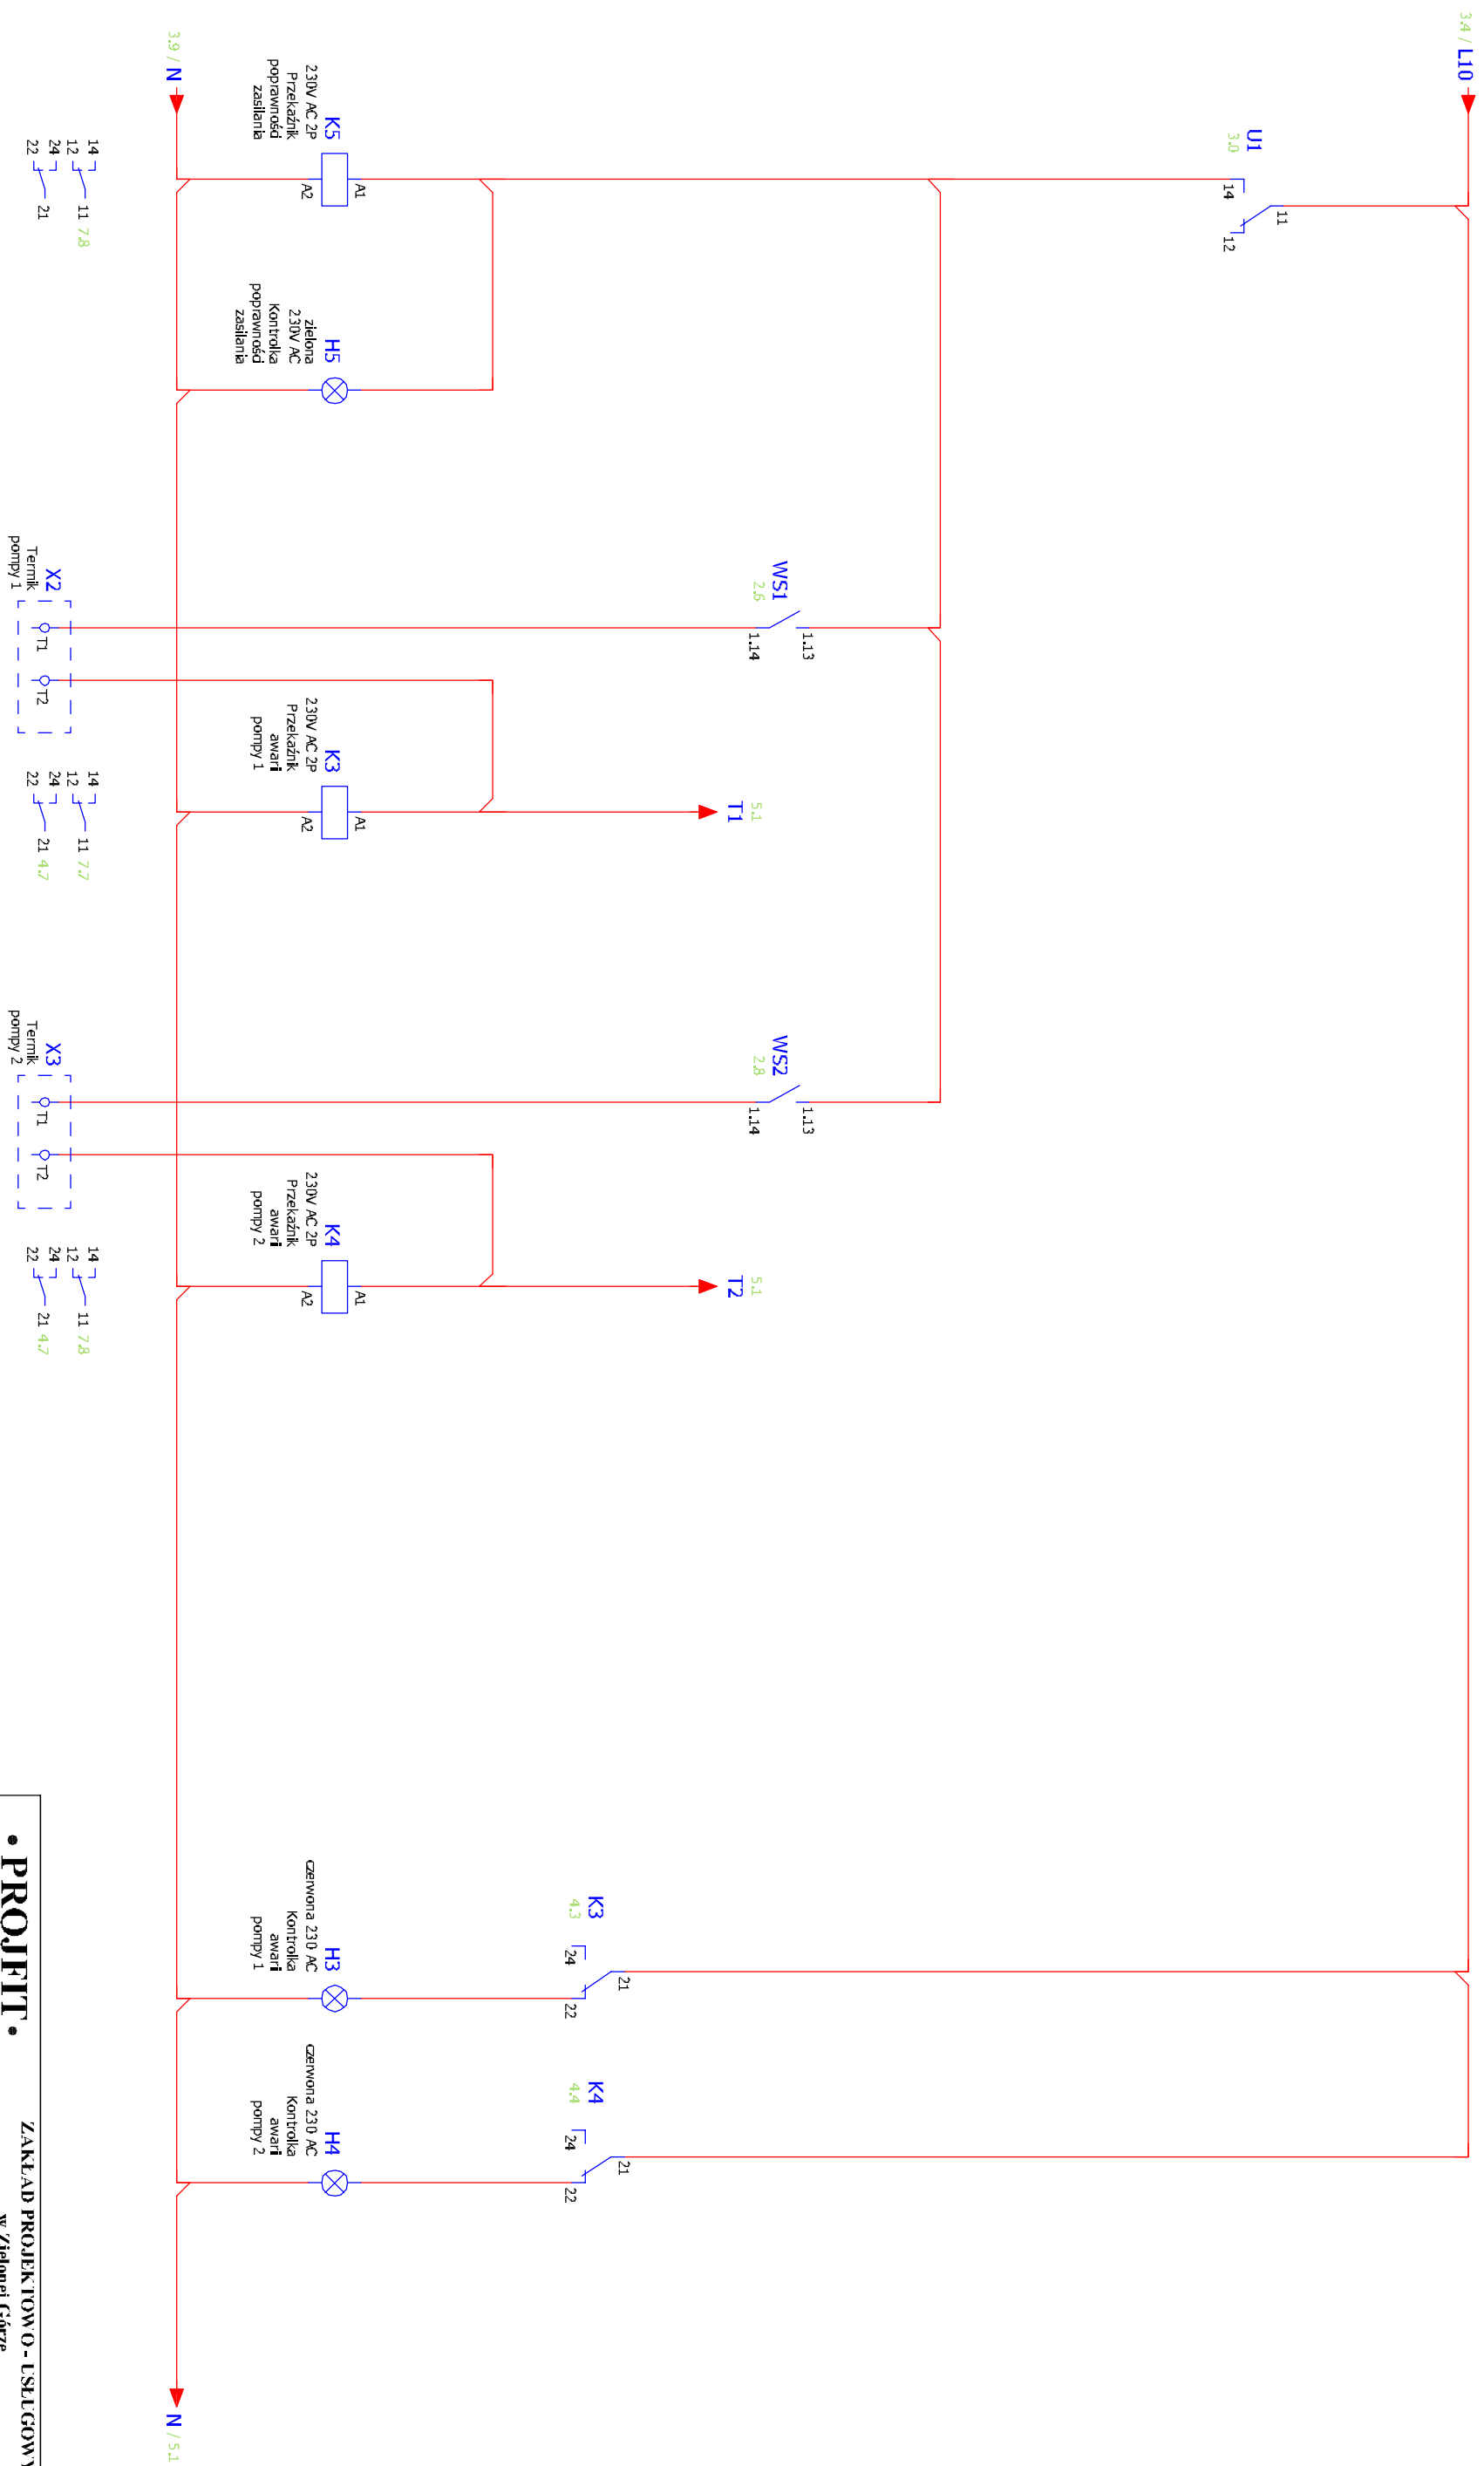 3.4 / L10
U1
3.0
11
14
12
WS1
2.6
1.13
1.14
WS2
2.8
1.13
1.14
T1
5.1
T2
5.1
K3
4.3
21
24
22
K4
4.4
21
24
22
K5
230V AC 2P
Przekaźnik
poprawności
zasilania
A1
A2
H5
zielona
230V AC
Kontrolka
poprawności
zasilania
K3
230V AC 2P
Przekaźnik
awarii
pompy 1
A1
A2
K4
230V AC 2P
Przekaźnik
awarii
pompy 2
A1
A2
H3
czerwona 230 AC
Kontrolka
awarii
pompy 1
H4
czerwona 230 AC
Kontrolka
awarii
pompy 2
3.9 / N
N / 5.1
14
12
11 7.8
24
22
21
X2
Termik
pompy 1
T1
T2
14
12
11 7.7
24
22
21 4.7
X3
Termik
pompy 2
T1
T2
14
12
11 7.8
24
22
21 4.7
• PROJFIT •
ZAKŁAD PROJEKTOWO - USŁUGOWY
w Zielonej Górze